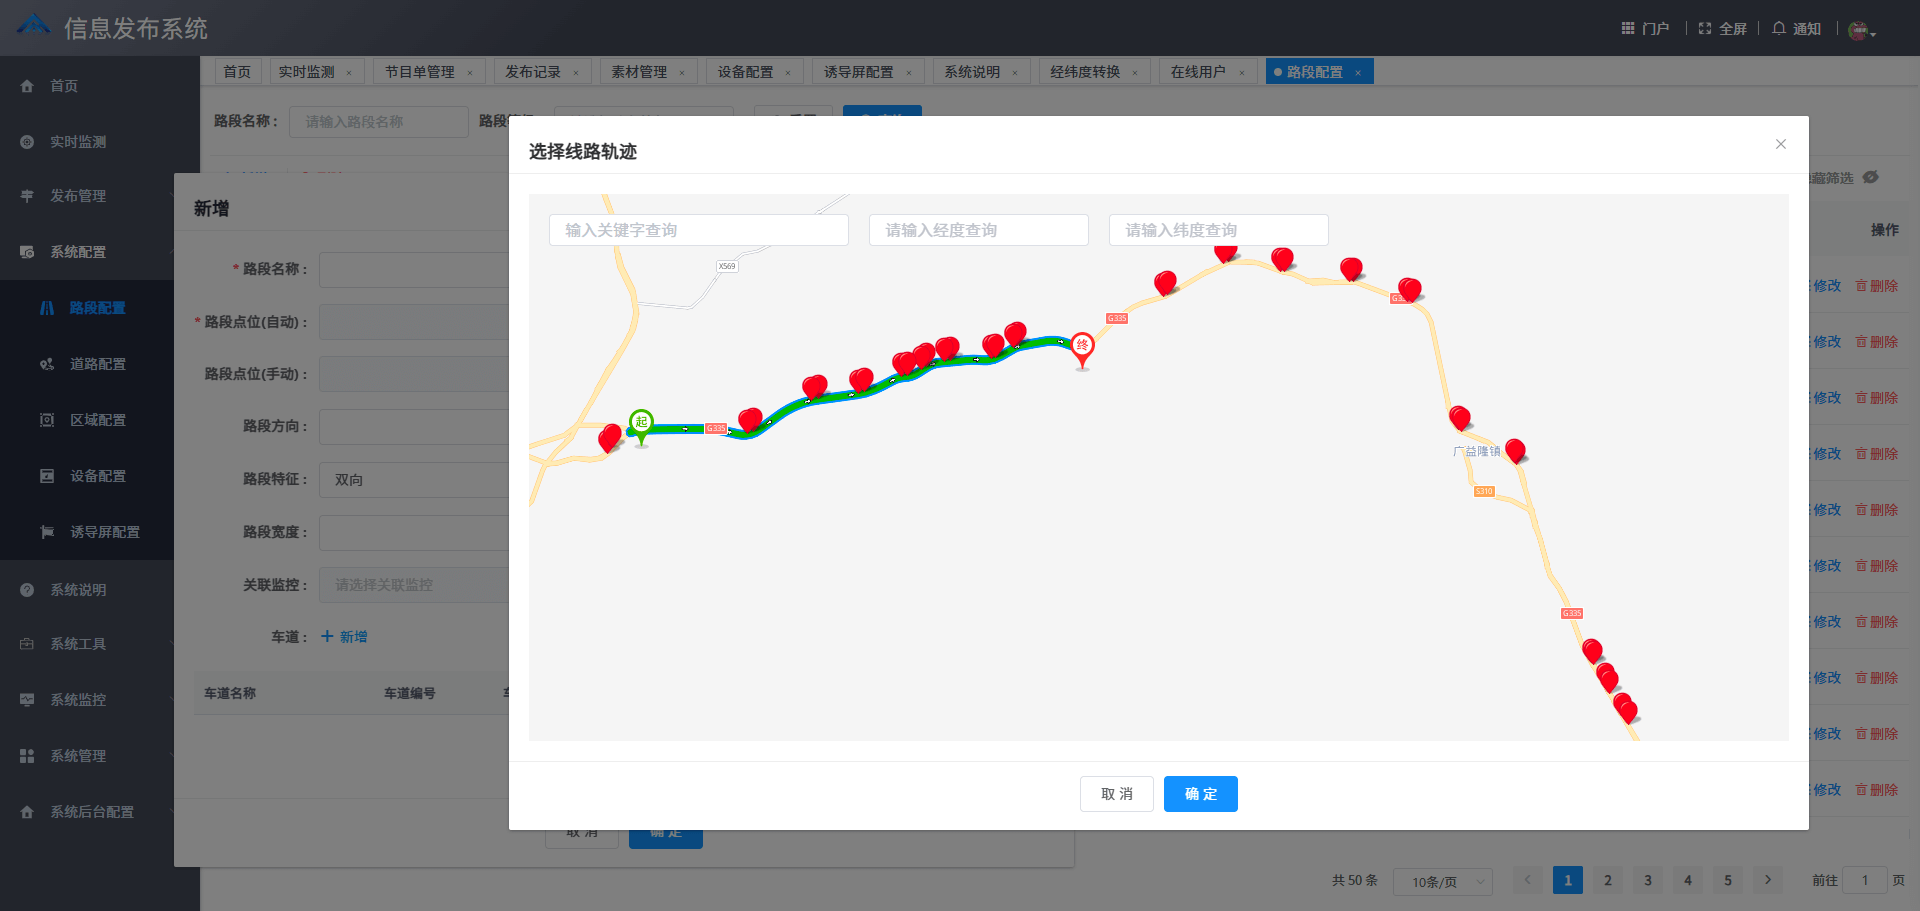 信息发布系统
门户
全屏
通知
首页
实时监测
节目单管理
发布记录
素材管理
设备配置
诱导屏配置
系统说明
经纬度转换
在线用户
路段配置
首页
实时监测
发布管理
系统配置
路段配置
道路配置
区域配置
设备配置
诱导屏配置
系统说明
系统工具
系统监控
系统管理
系统后台配置
路段名称 :
请输入路段名称
藏筛选
操作
新增
* 路段名称 :
* 路段点位(自动) :
路段点位(手动) :
路段方向 :
路段特征 :
双向
路段宽度 :
关联监控 :
请选择关联监控
车道 :
新增
车道名称
车道编号
选择线路轨迹
输入关键字查询
请输入经度查询
请输入纬度查询
X569
G335
终
起
G335
广益隆镇
S310
G335
取 消
确 定
取 消
确 定
修改 删除
修改 删除
修改 删除
修改 删除
修改 删除
修改 删除
修改 删除
修改 删除
修改 删除
修改 删除
共 50 条
10条/页
1
2
3
4
5
前往 1 页